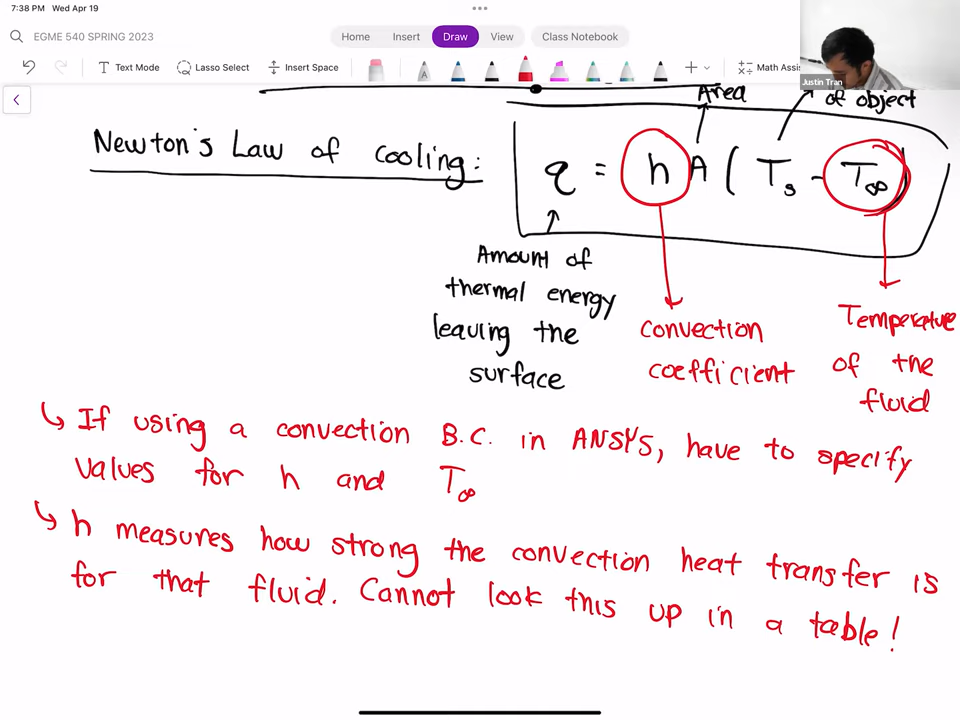 7:38 PM Wed Apr 19
EGME 540 SPRING 2023
Home Insert Draw View Class Notebook
Text Mode Lasso Select Insert Space Math Assis
Justin Tran
Area
of object
Newton's Law of Cooling:
q = h A ( Ts - T∞ )
Amount of
thermal energy
leaving the
surface
Convection
coefficient
Temperature
of the
fluid
↳ If using a convection B.C. in ANSYS, have to specify
values for h and T∞
↳ h measures how strong the convection heat transfer is
for that fluid. Cannot look this up in a table!